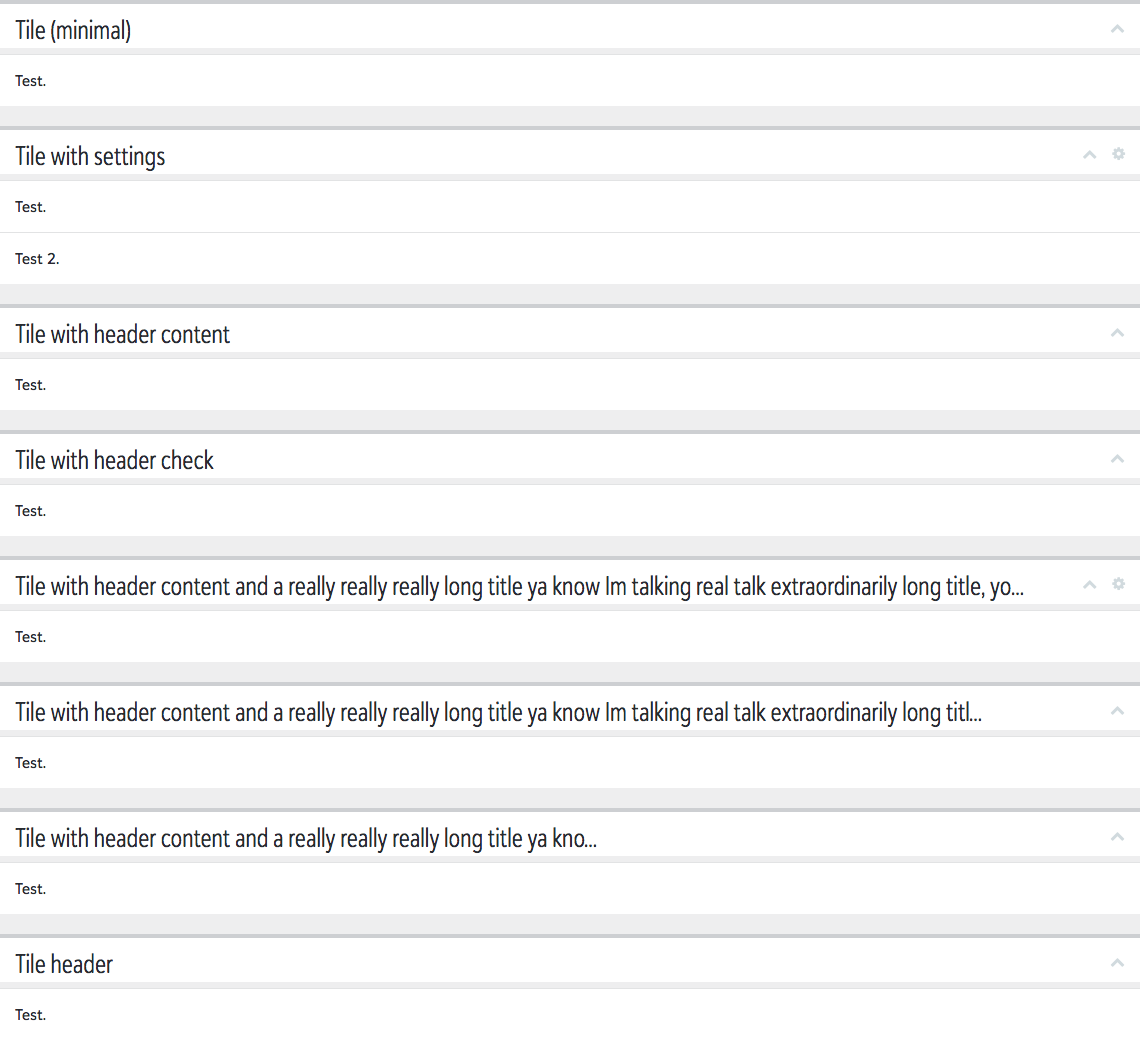 Tile (minimal)
Test.
Tile with settings
Test.
Test 2.
Tile with header content
Test.
Tile with header check
Test.
Tile with header content and a really really really long title ya know Im talking real talk extraordinarily long title, yo...
Test.
Tile with header content and a really really really long title ya know Im talking real talk extraordinarily long titl...
Test.
Tile with header content and a really really really long title ya kno...
Test.
Tile header
Test.